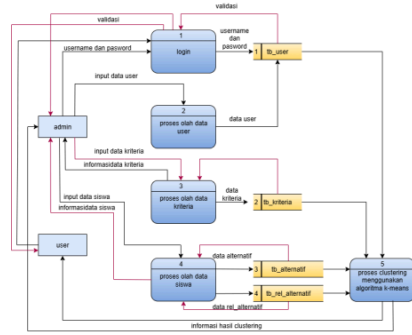 validasi
validasi
1
login
username dan pasword
username
dan
pasword
1 tb_user
input data user
2
proses olah data
user
data user
admin
input data kriteria
informasidata kriteria
3
proses olah data
kriteria
data
kriteria
2 tb_kriteria
input data siswa
informasidata siswa
user
4
proses olah data
siswa
data alternatif
3 tb_alternatif
4 tb_rel_alternatif
data rel_alternatif
5
proses clustering
menggunakan
algoritma k-means
informasi hasil clustering